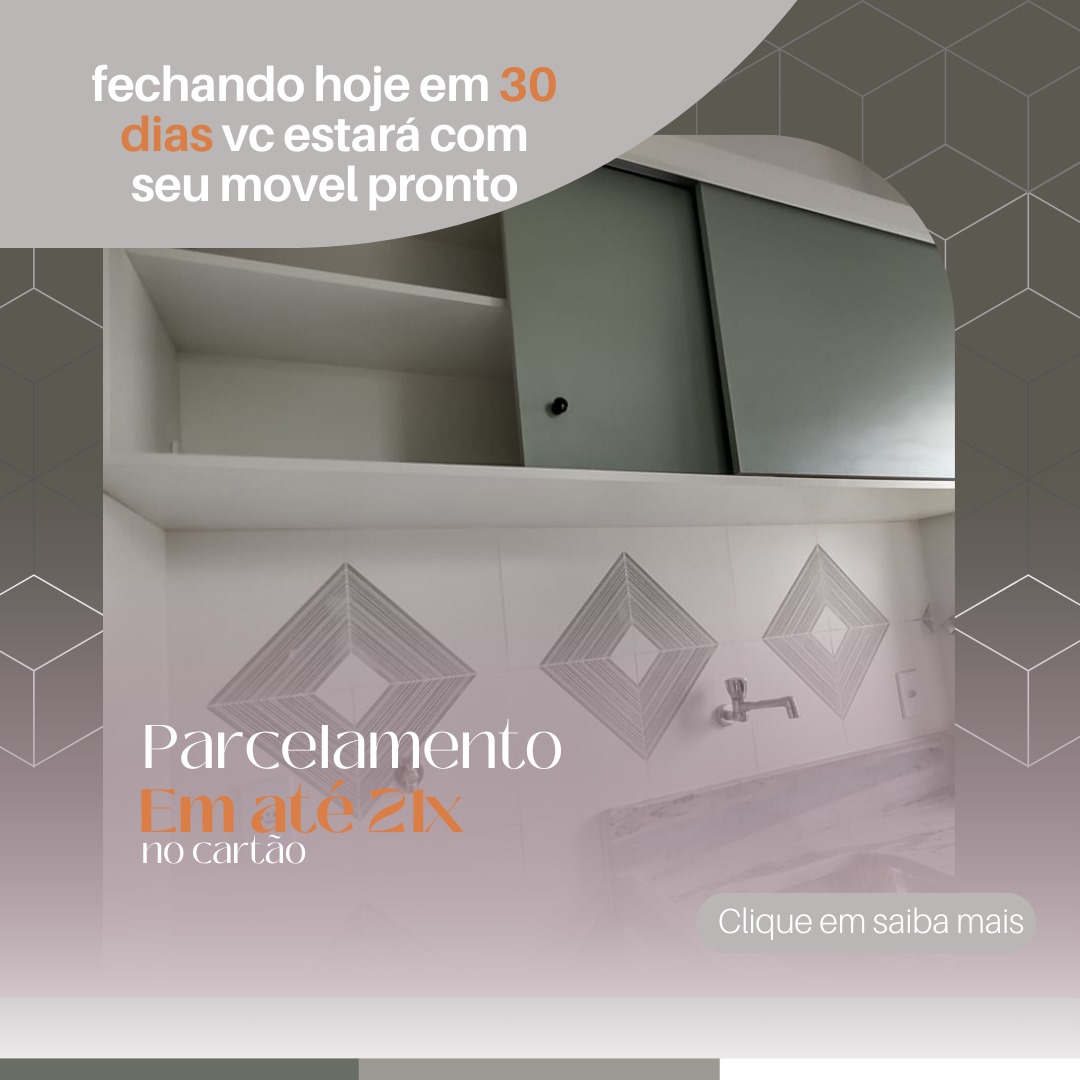 fechando hoje em 30
dias vc estará com
seu movel pronto
Parcelamento
Em até 21x
no cartão
Clique em saiba mais